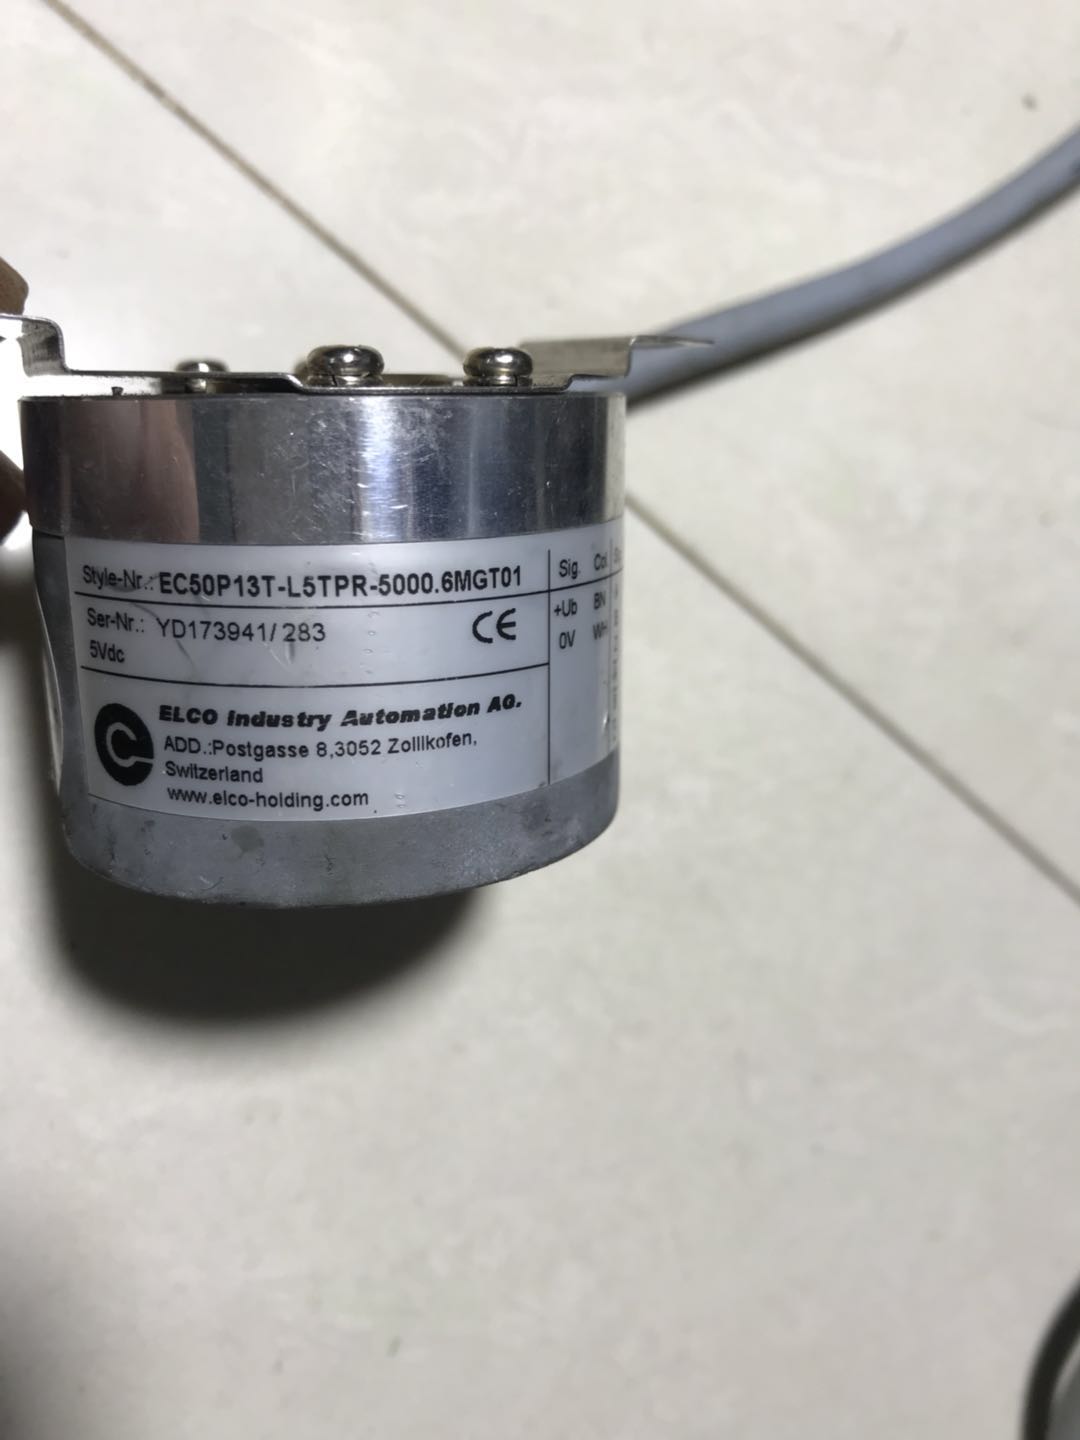 Style-Nr.: EC50P13T-L5TPR-5000.6MGT01
Ser-Nr.: YD173941/ 283
5Vdc
CE
ELCO Industry Automation AG.
ADD.:Postgasse 8,3052 Zollikofen,
Switzerland
www.elco-holding.com
Sig. Col.
+Ub BN
0V WH